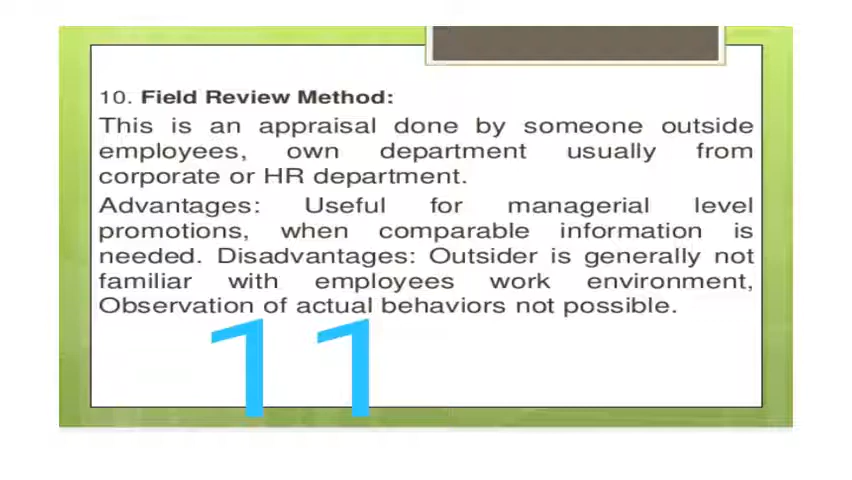 10. Field Review Method:
This is an appraisal done by someone outside
employees, own department usually from
corporate or HR department.
Advantages: Useful for managerial level
promotions, when comparable information is
needed. Disadvantages: Outsider is generally not
familiar with employees work environment,
Observation of actual behaviors not possible.
11